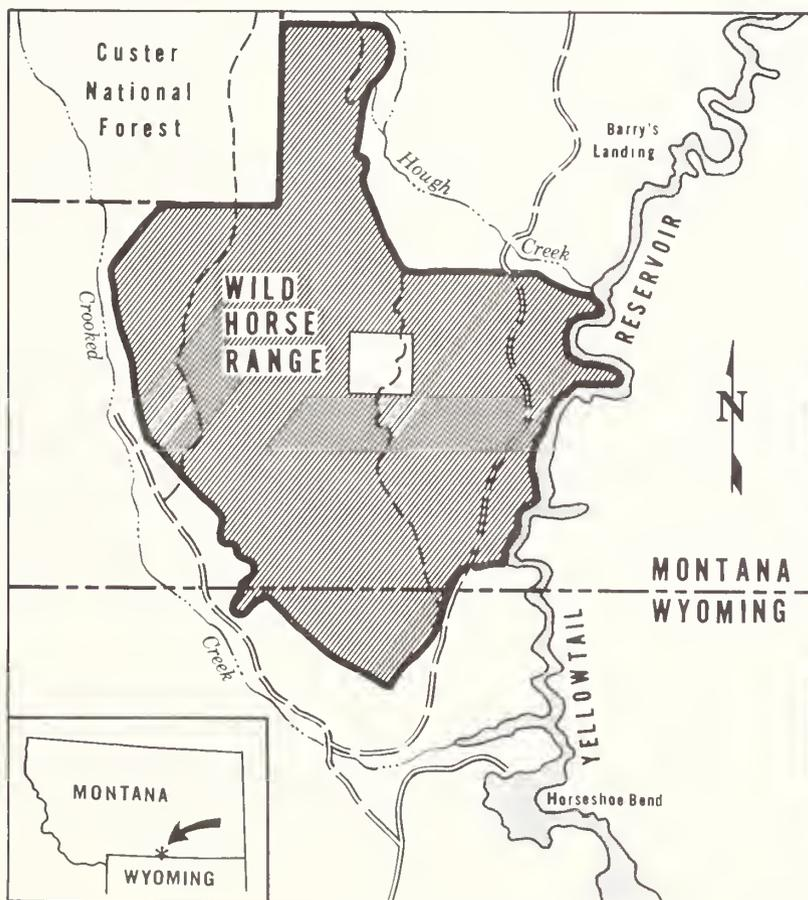 Custer
National
Forest
Barry's
Landing
Hough
Creek
RESERVOIR
WILD
HORSE
RANGE
Crooked
N
MONTANA
WYOMING
Creek
YELLOWTAIL
Horseshoe Bend
MONTANA
WYOMING